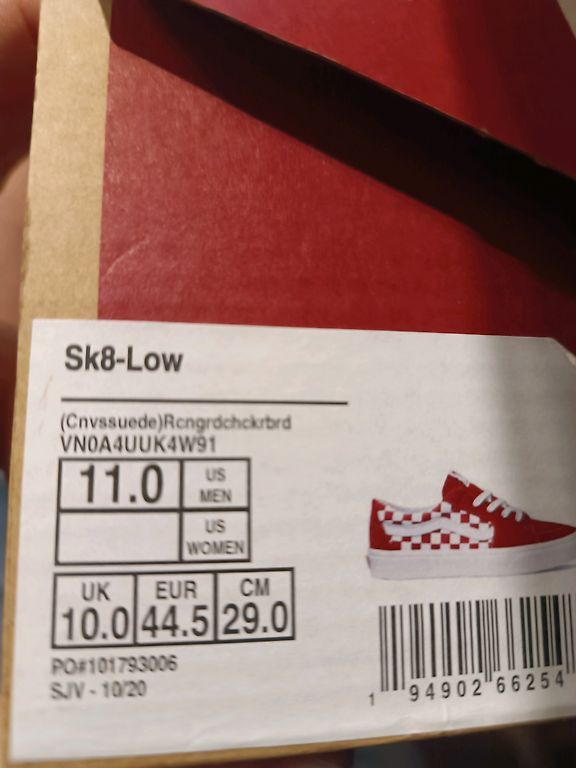 Sk8-Low
(Cnvssuede)Rcngrdchckrbrd
VN0A4UUK4W91
11.0 US MEN
US WOMEN
UK EUR CM
10.0 44.5 29.0
PO#101793006
SJV - 10/20
1 94902 66254